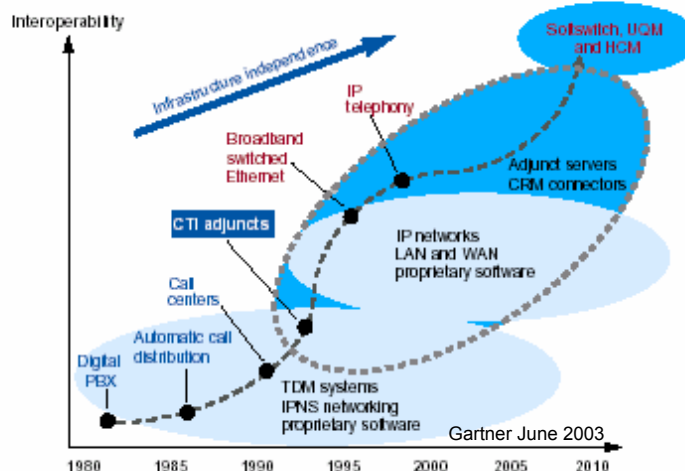 Interoperability
Softswitch, UQM
and HCM
Infrastructure independence
IP
telephony
Broadband
switched
Ethernet
Adjunct servers
CRM connectors
CTI adjuncts
IP networks
LAN and WAN
proprietary software
Call
centers
Automatic call
distribution
Digital
PBX
TDM systems
IPNS networking
proprietary software
Gartner June 2003
1980 1985 1990 1995 2000 2005 2010